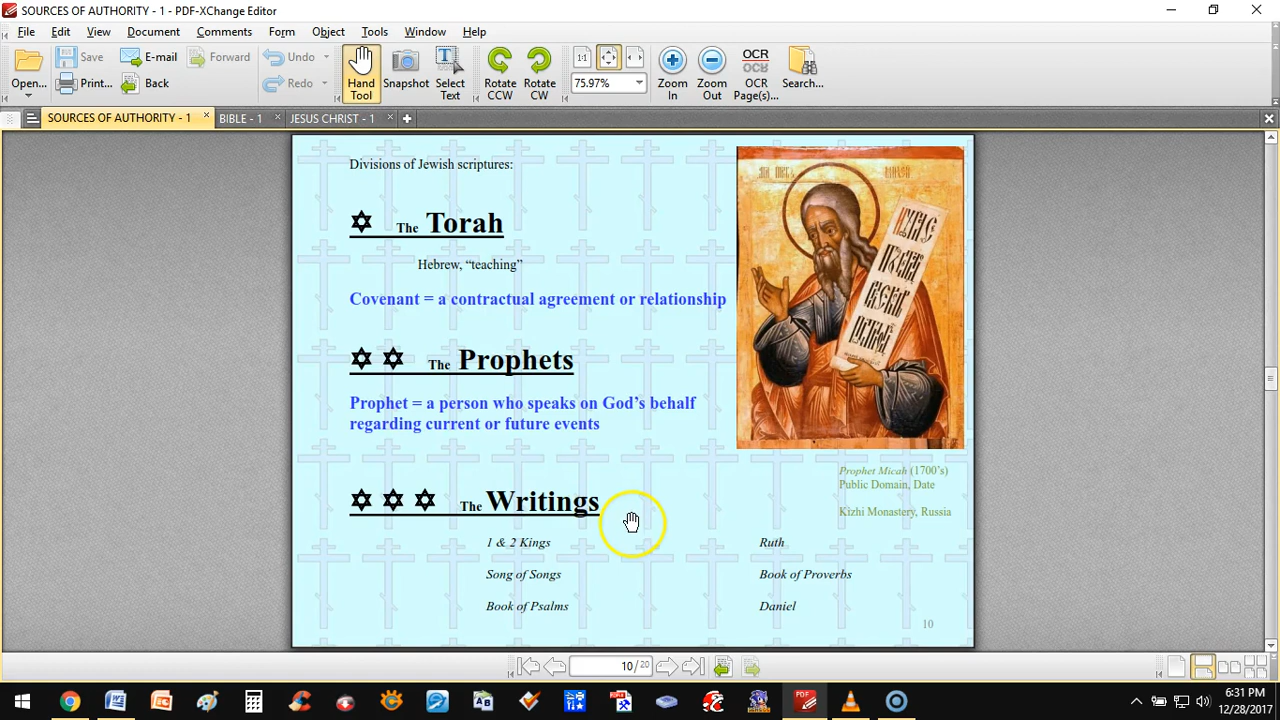 SOURCES OF AUTHORITY - 1 * - PDF-XChange Editor
File Edit View Document Comments Form Object Tools Window Help
Open... Save E-mail Forward Undo Hand Tool Snapshot Select Text Rotate CCW Rotate CW 1:1 Zoom In Zoom Out OCR Page(s)... Search...
Print... Back Redo 75.97%
SOURCES OF AUTHORITY - 1 * BIBLE - 1 * JESUS CHRIST - 1 *
Divisions of Jewish scriptures:
The Torah
Hebrew, “teaching”
Covenant = a contractual agreement or relationship
The Prophets
Prophet = a person who speaks on God’s behalf
regarding current or future events
Prophet Micah (1700’s)
Public Domain, Date
Kizhi Monastery, Russia
The Writings
1 & 2 Kings Ruth
Song of Songs Book of Proverbs
Book of Psalms Daniel
10
10 / 20
6:31 PM
12/28/2017